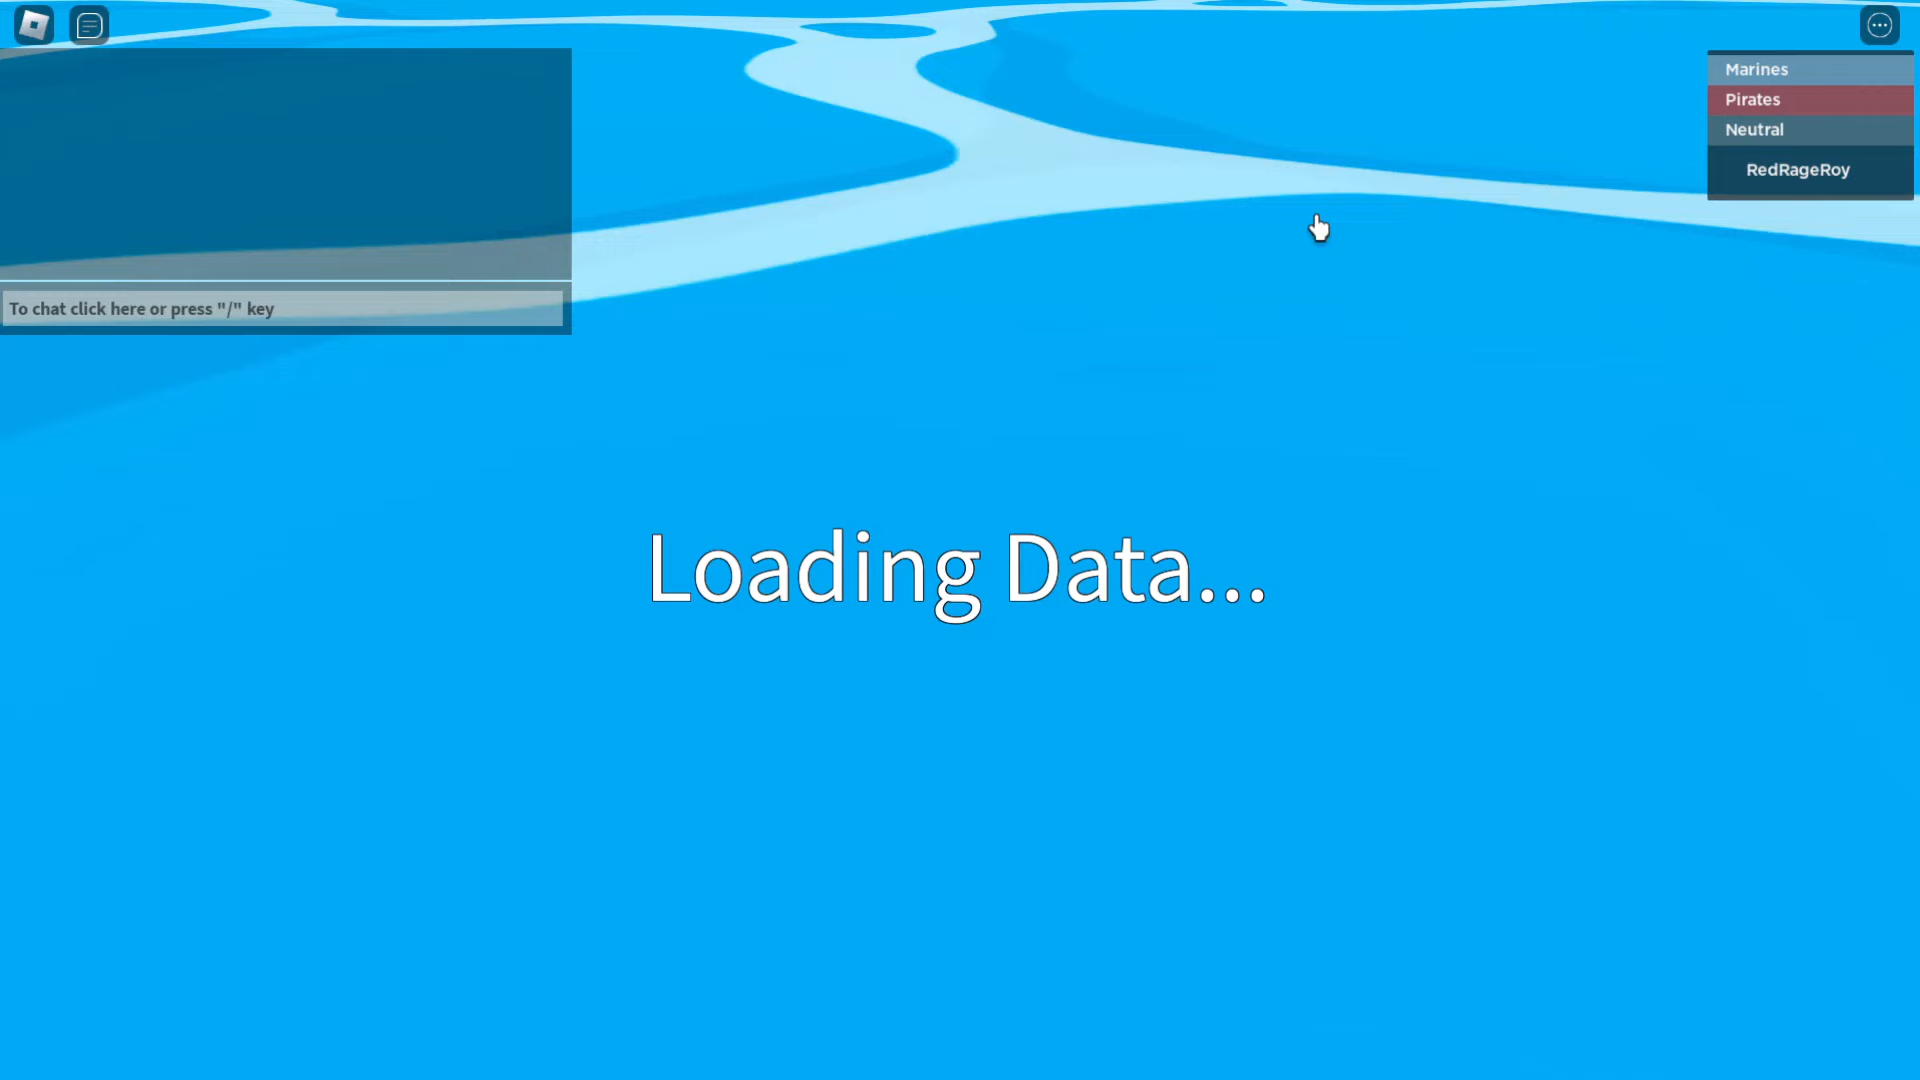 Marines
Pirates
Neutral
RedRageRoy
To chat click here or press "/" key
Loading Data...